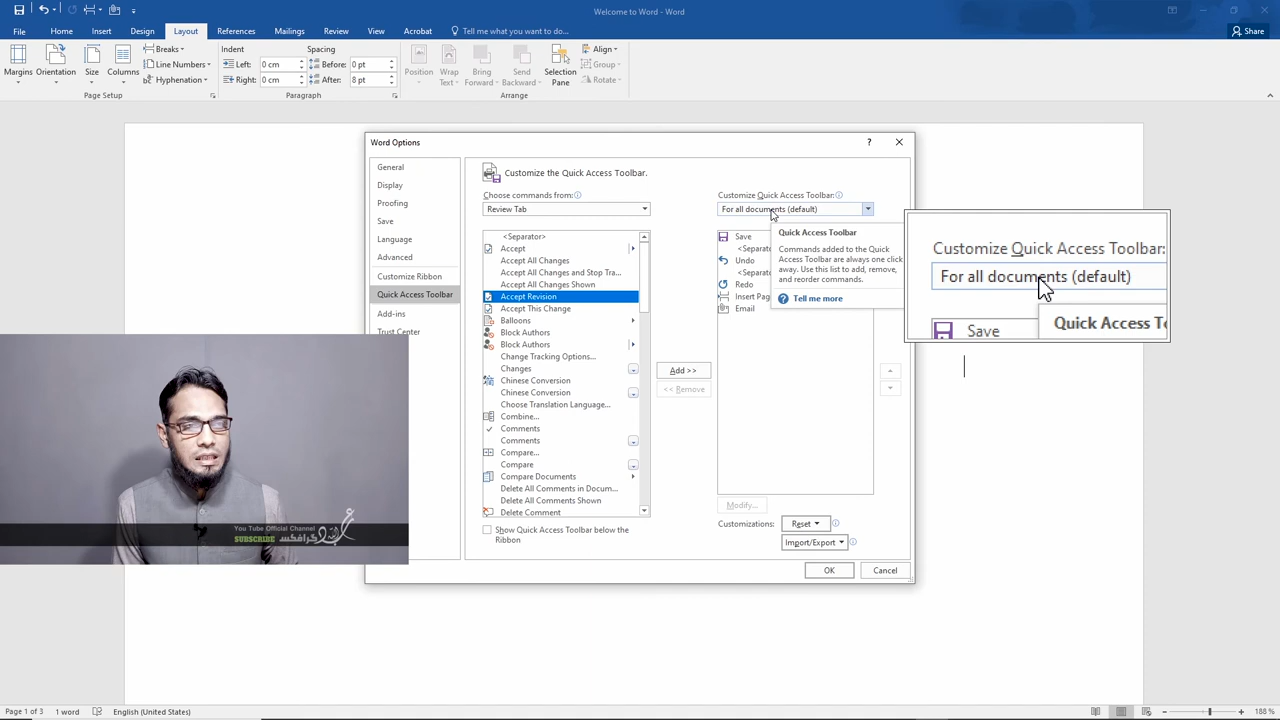 Welcome to Word - Word
File Home Insert Design Layout References Mailings Review View Acrobat Tell me what you want to do... Share
Margins Orientation Size Columns
Breaks
Line Numbers
Hyphenation
Page Setup
Indent Spacing
Left: 0 cm Before: 0 pt
Right: 0 cm After: 8 pt
Paragraph
Position Wrap Text Bring Forward Send Backward Selection Pane
Align
Group
Rotate
Arrange
Word Options
General
Display
Proofing
Save
Language
Advanced
Customize Ribbon
Quick Access Toolbar
Add-ins
Trust Center
Customize the Quick Access Toolbar.
Choose commands from:
Review Tab
<Separator>
Accept
Accept All Changes
Accept All Changes and Stop Tra...
Accept All Changes Shown
Accept Revision
Accept This Change
Balloons
Block Authors
Block Authors
Change Tracking Options...
Changes
Chinese Conversion
Chinese Conversion
Choose Translation Language...
Combine...
Comments
Comments
Compare...
Compare
Compare Documents
Delete All Comments in Docum...
Delete All Comments Shown
Delete Comment
Show Quick Access Toolbar below the
Ribbon
Add >>
<< Remove
Customize Quick Access Toolbar:
For all documents (default)
Save
<Separat
Undo
<Separat
Redo
Insert Pag
Email
Quick Access Toolbar
Commands added to the Quick
Access Toolbar are always one click
away. Use this list to add, remove,
and reorder commands.
Tell me more
Modify...
Customizations: Reset
Import/Export
OK Cancel
Customize Quick Access Toolbar:
For all documents (default)
Save
Quick Access To
You Tube Official Channel
SUBSCRIBE گرافکس
Page 1 of 3 1 word English (United States) 188 %